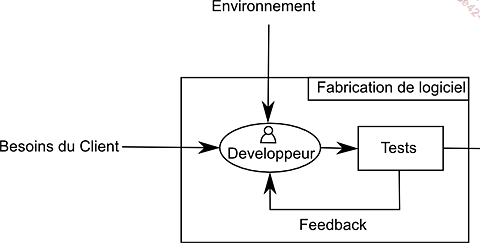 Environnement
Fabrication de logiciel
Besoins du Client
Developpeur
Tests
Feedback